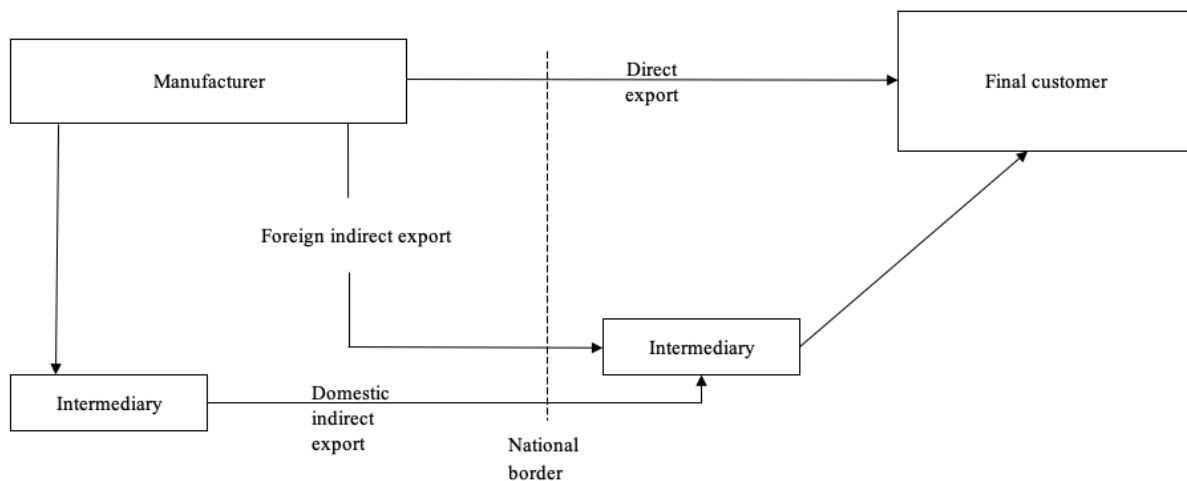 Manufacturer
Direct
export
Final customer
Foreign indirect export
Intermediary
Intermediary
Domestic
indirect
export
National
border